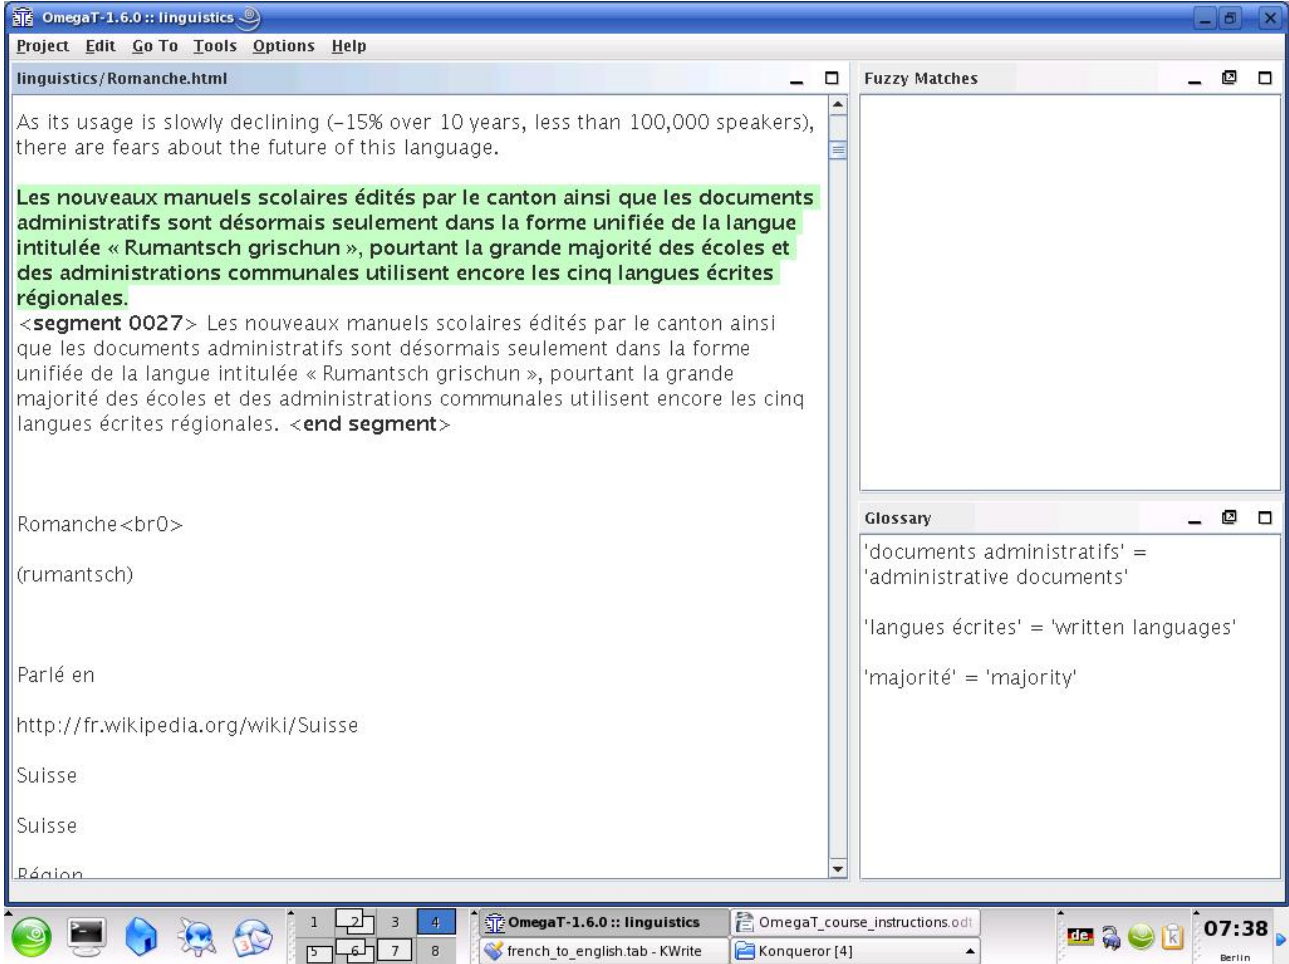 OmegaT-1.6.0 :: linguistics
Project Edit Go To Tools Options Help
linguistics/Romanche.html
As its usage is slowly declining (–15% over 10 years, less than 100,000 speakers),
there are fears about the future of this language.
Les nouveaux manuels scolaires édités par le canton ainsi que les documents
administratifs sont désormais seulement dans la forme unifiée de la langue
intitulée « Rumantsch grischun », pourtant la grande majorité des écoles et
des administrations communales utilisent encore les cinq langues écrites
régionales.
<segment 0027> Les nouveaux manuels scolaires édités par le canton ainsi
que les documents administratifs sont désormais seulement dans la forme
unifiée de la langue intitulée « Rumantsch grischun », pourtant la grande
majorité des écoles et des administrations communales utilisent encore les cinq
langues écrites régionales. <end segment>
Romanche<br0>
(rumantsch)
Parlé en
http://fr.wikipedia.org/wiki/Suisse
Suisse
Suisse
Région
Fuzzy Matches
Glossary
'documents administratifs' =
'administrative documents'
'langues écrites' = 'written languages'
'majorité' = 'majority'
1 2 3 4
5 6 7 8
OmegaT-1.6.0 :: linguistics
OmegaT_course_instructions.odt
french_to_english.tab - KWrite
Konqueror [4]
de
07:38
Berlin